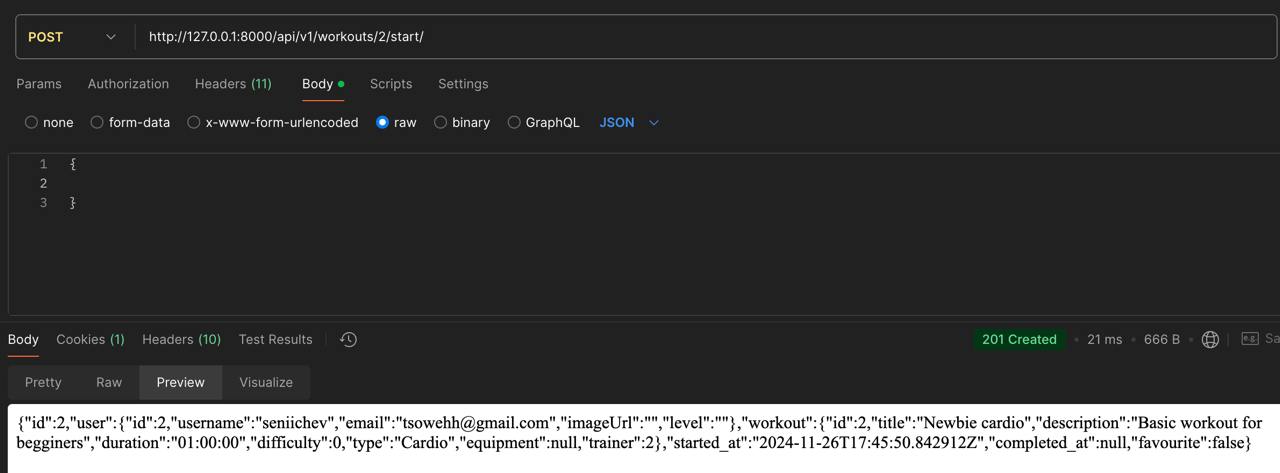 POST http://127.0.0.1:8000/api/v1/workouts/2/start/
Params Authorization Headers (11) Body Scripts Settings
none form-data x-www-form-urlencoded raw binary GraphQL JSON
1 {
2
3 }
Body Cookies (1) Headers (10) Test Results 201 Created • 21 ms • 666 B • e.g. Sa
Pretty Raw Preview Visualize
{"id":2,"user":{"id":2,"username":"seniichev","email":"tsowehh@gmail.com","imageUrl":"","level":""},"workout":{"id":2,"title":"Newbie cardio","description":"Basic workout for
begginers","duration":"01:00:00","difficulty":0,"type":"Cardio","equipment":null,"trainer":2},"started_at":"2024-11-26T17:45:50.842912Z","completed_at":null,"favourite":false}